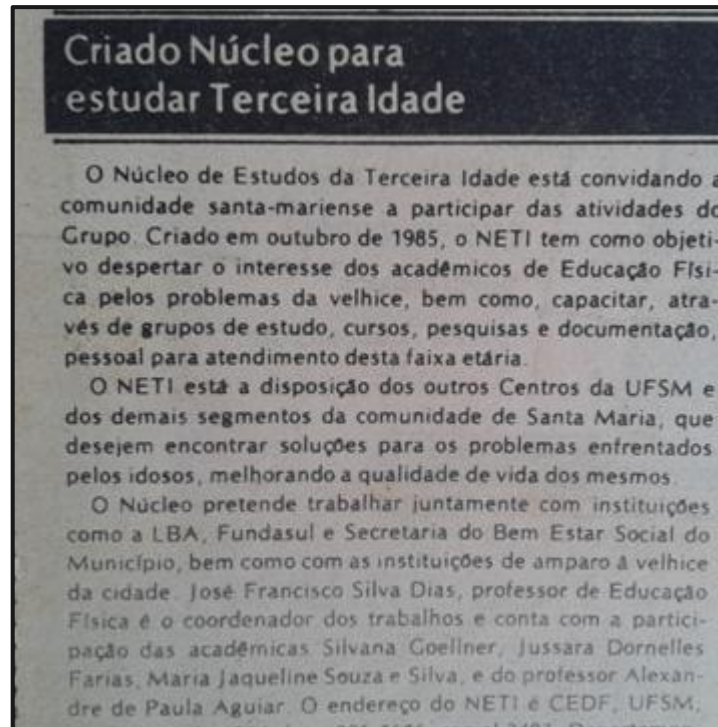 Criado Núcleo para
estudar Terceira Idade
O Núcleo de Estudos da Terceira Idade está convidando a
comunidade santa-mariense a participar das atividades do
Grupo. Criado em outubro de 1985, o NETI tem como objeti-
vo despertar o interesse dos acadêmicos de Educação Físi-
ca pelos problemas da velhice, bem como, capacitar, atra-
vés de grupos de estudo, cursos, pesquisas e documentação,
pessoal para atendimento desta faixa etária.
O NETI está a disposição dos outros Centros da UFSM e
dos demais segmentos da comunidade de Santa Maria, que
desejem encontrar soluções para os problemas enfrentados
pelos idosos, melhorando a qualidade de vida dos mesmos.
O Núcleo pretende trabalhar juntamente com instituições
como a LBA, Fundasul e Secretaria do Bem Estar Social do
Município, bem como com as instituições de amparo à velhice
da cidade. José Francisco Silva Dias, professor de Educação
Física é o coordenador dos trabalhos e conta com a partici-
pação das acadêmicas Silvana Goellner, Jussara Dornelles
Farias, Maria Jaqueline Souza e Silva, e do professor Alexan-
dre de Paula Aguiar. O endereço do NETI é CEDF, UFSM,